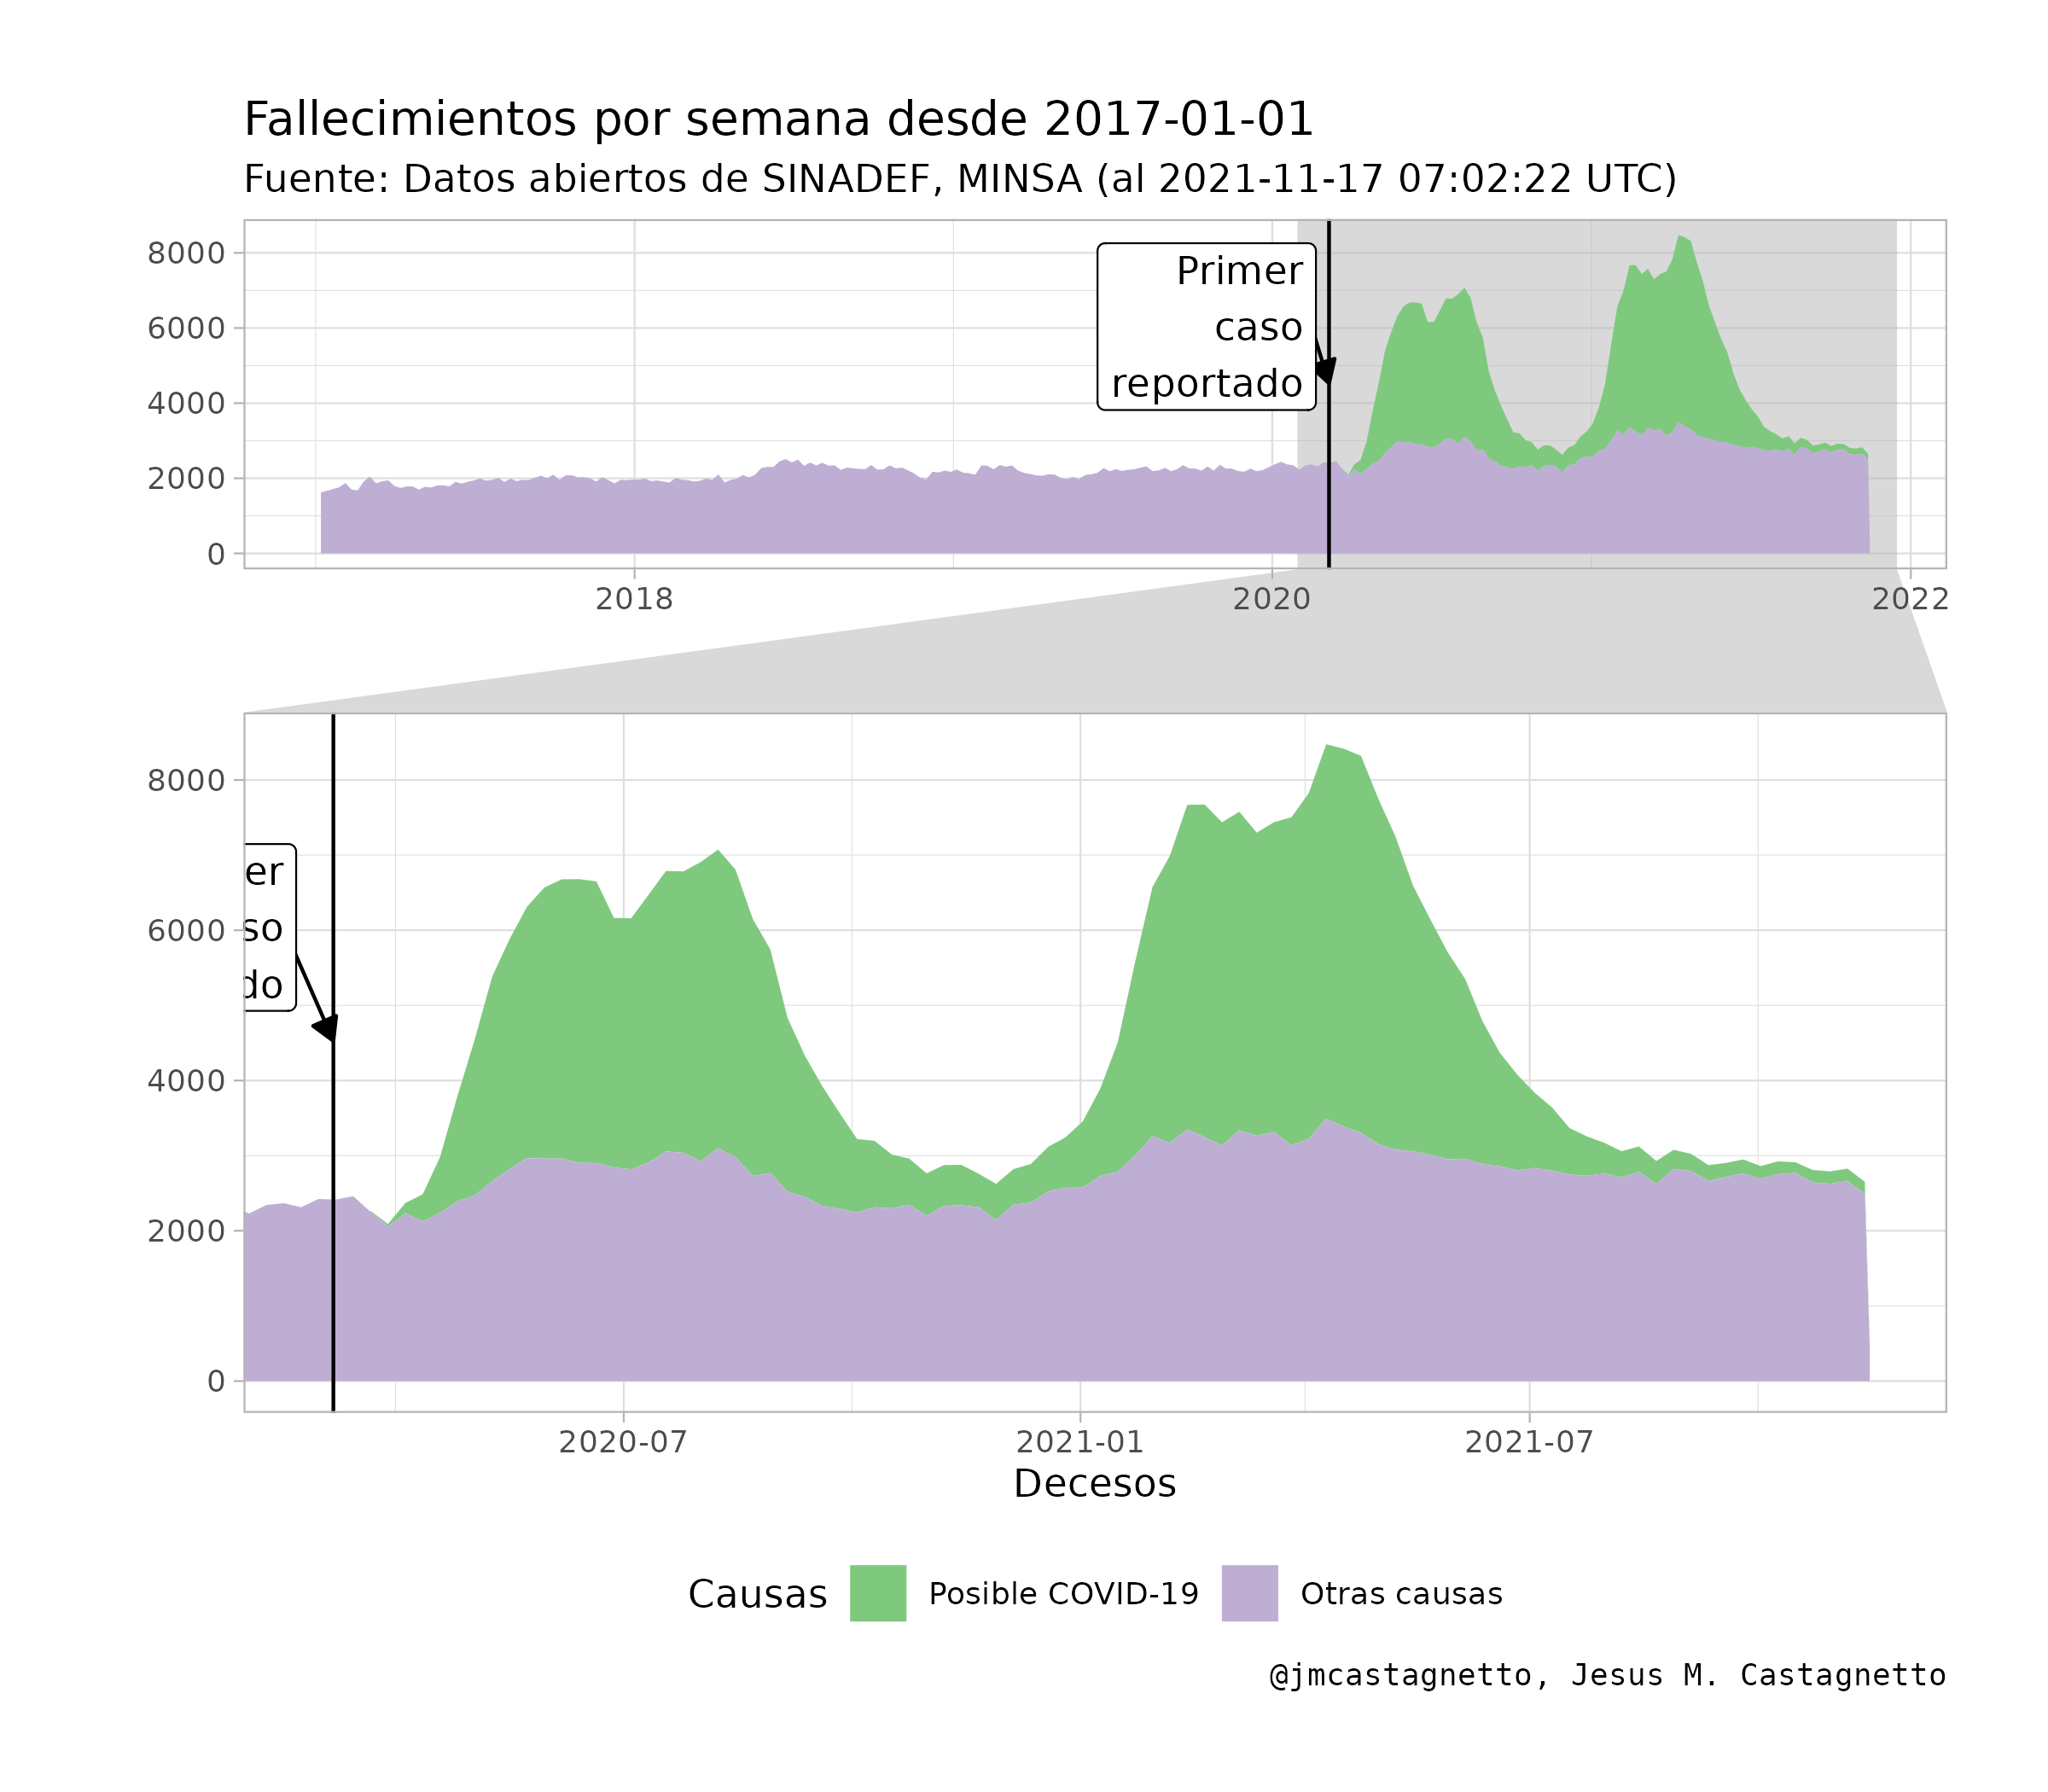 Fallecimientos por semana desde 2017-01-01
Fuente: Datos abiertos de SINADEF, MINSA (al 2021-11-17 07:02:22 UTC)
8000
6000
4000
2000
0
Primer
caso
reportado
2018
2020
2022
8000
6000
4000
2000
0
er
so
do
2020-07
2021-01
2021-07
Decesos
Causas
Posible COVID-19
Otras causas
@jmcastagnetto, Jesus M. Castagnetto